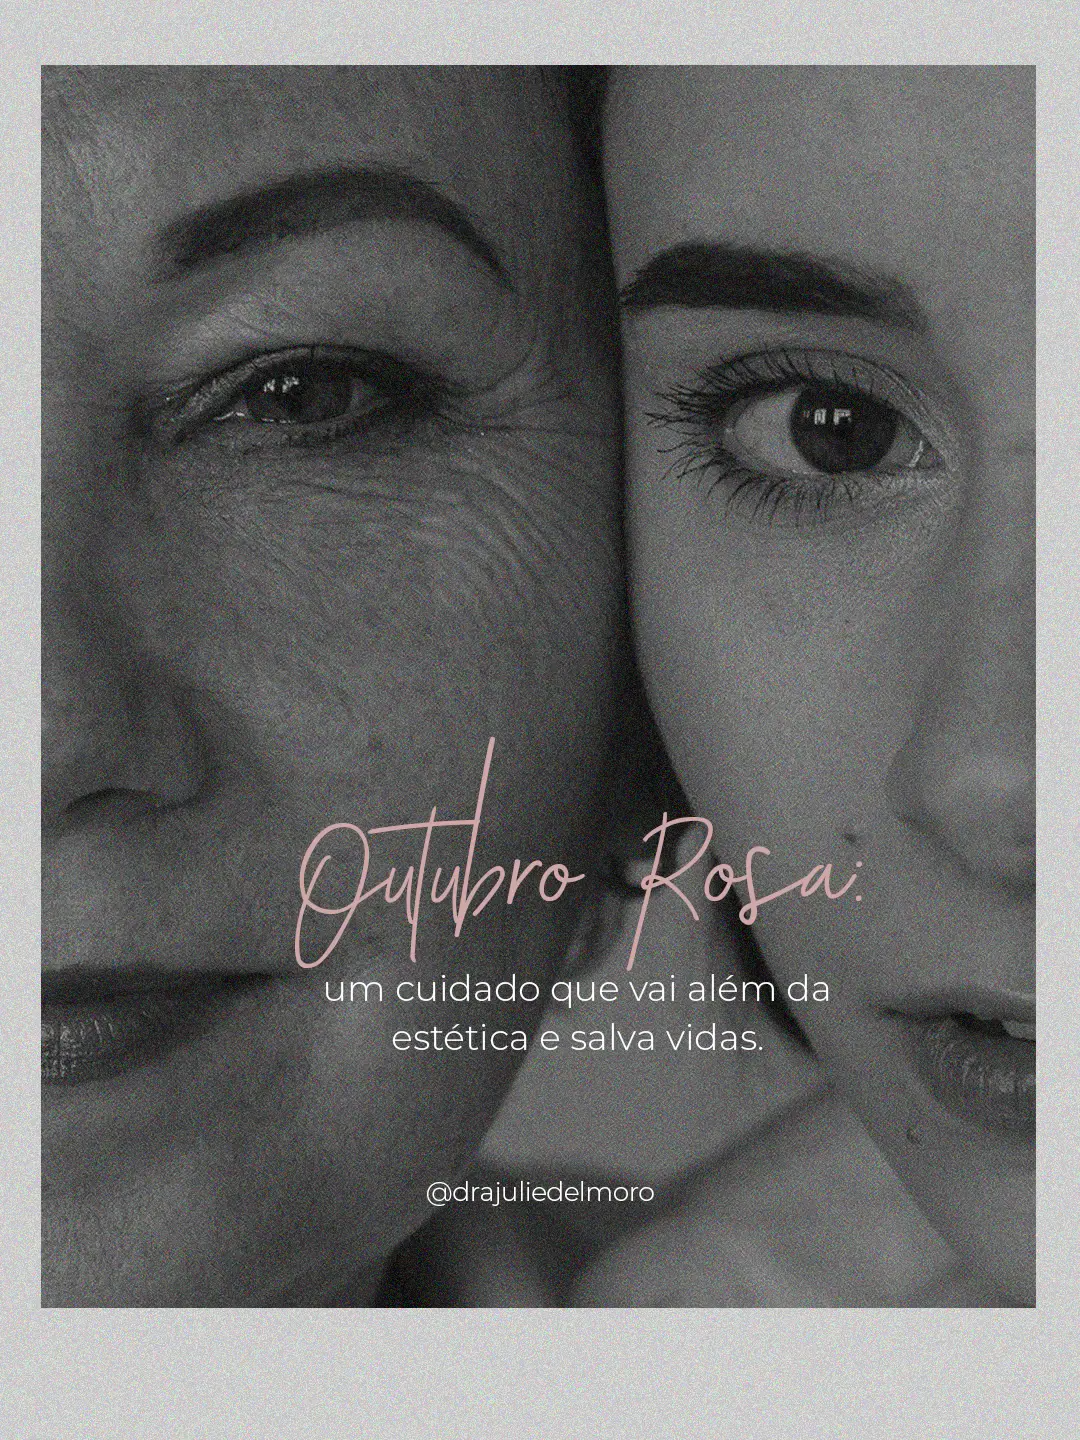 Outubro Rosa:
um cuidado que vai além da
estética e salva vidas.
@drajuliedelmoro